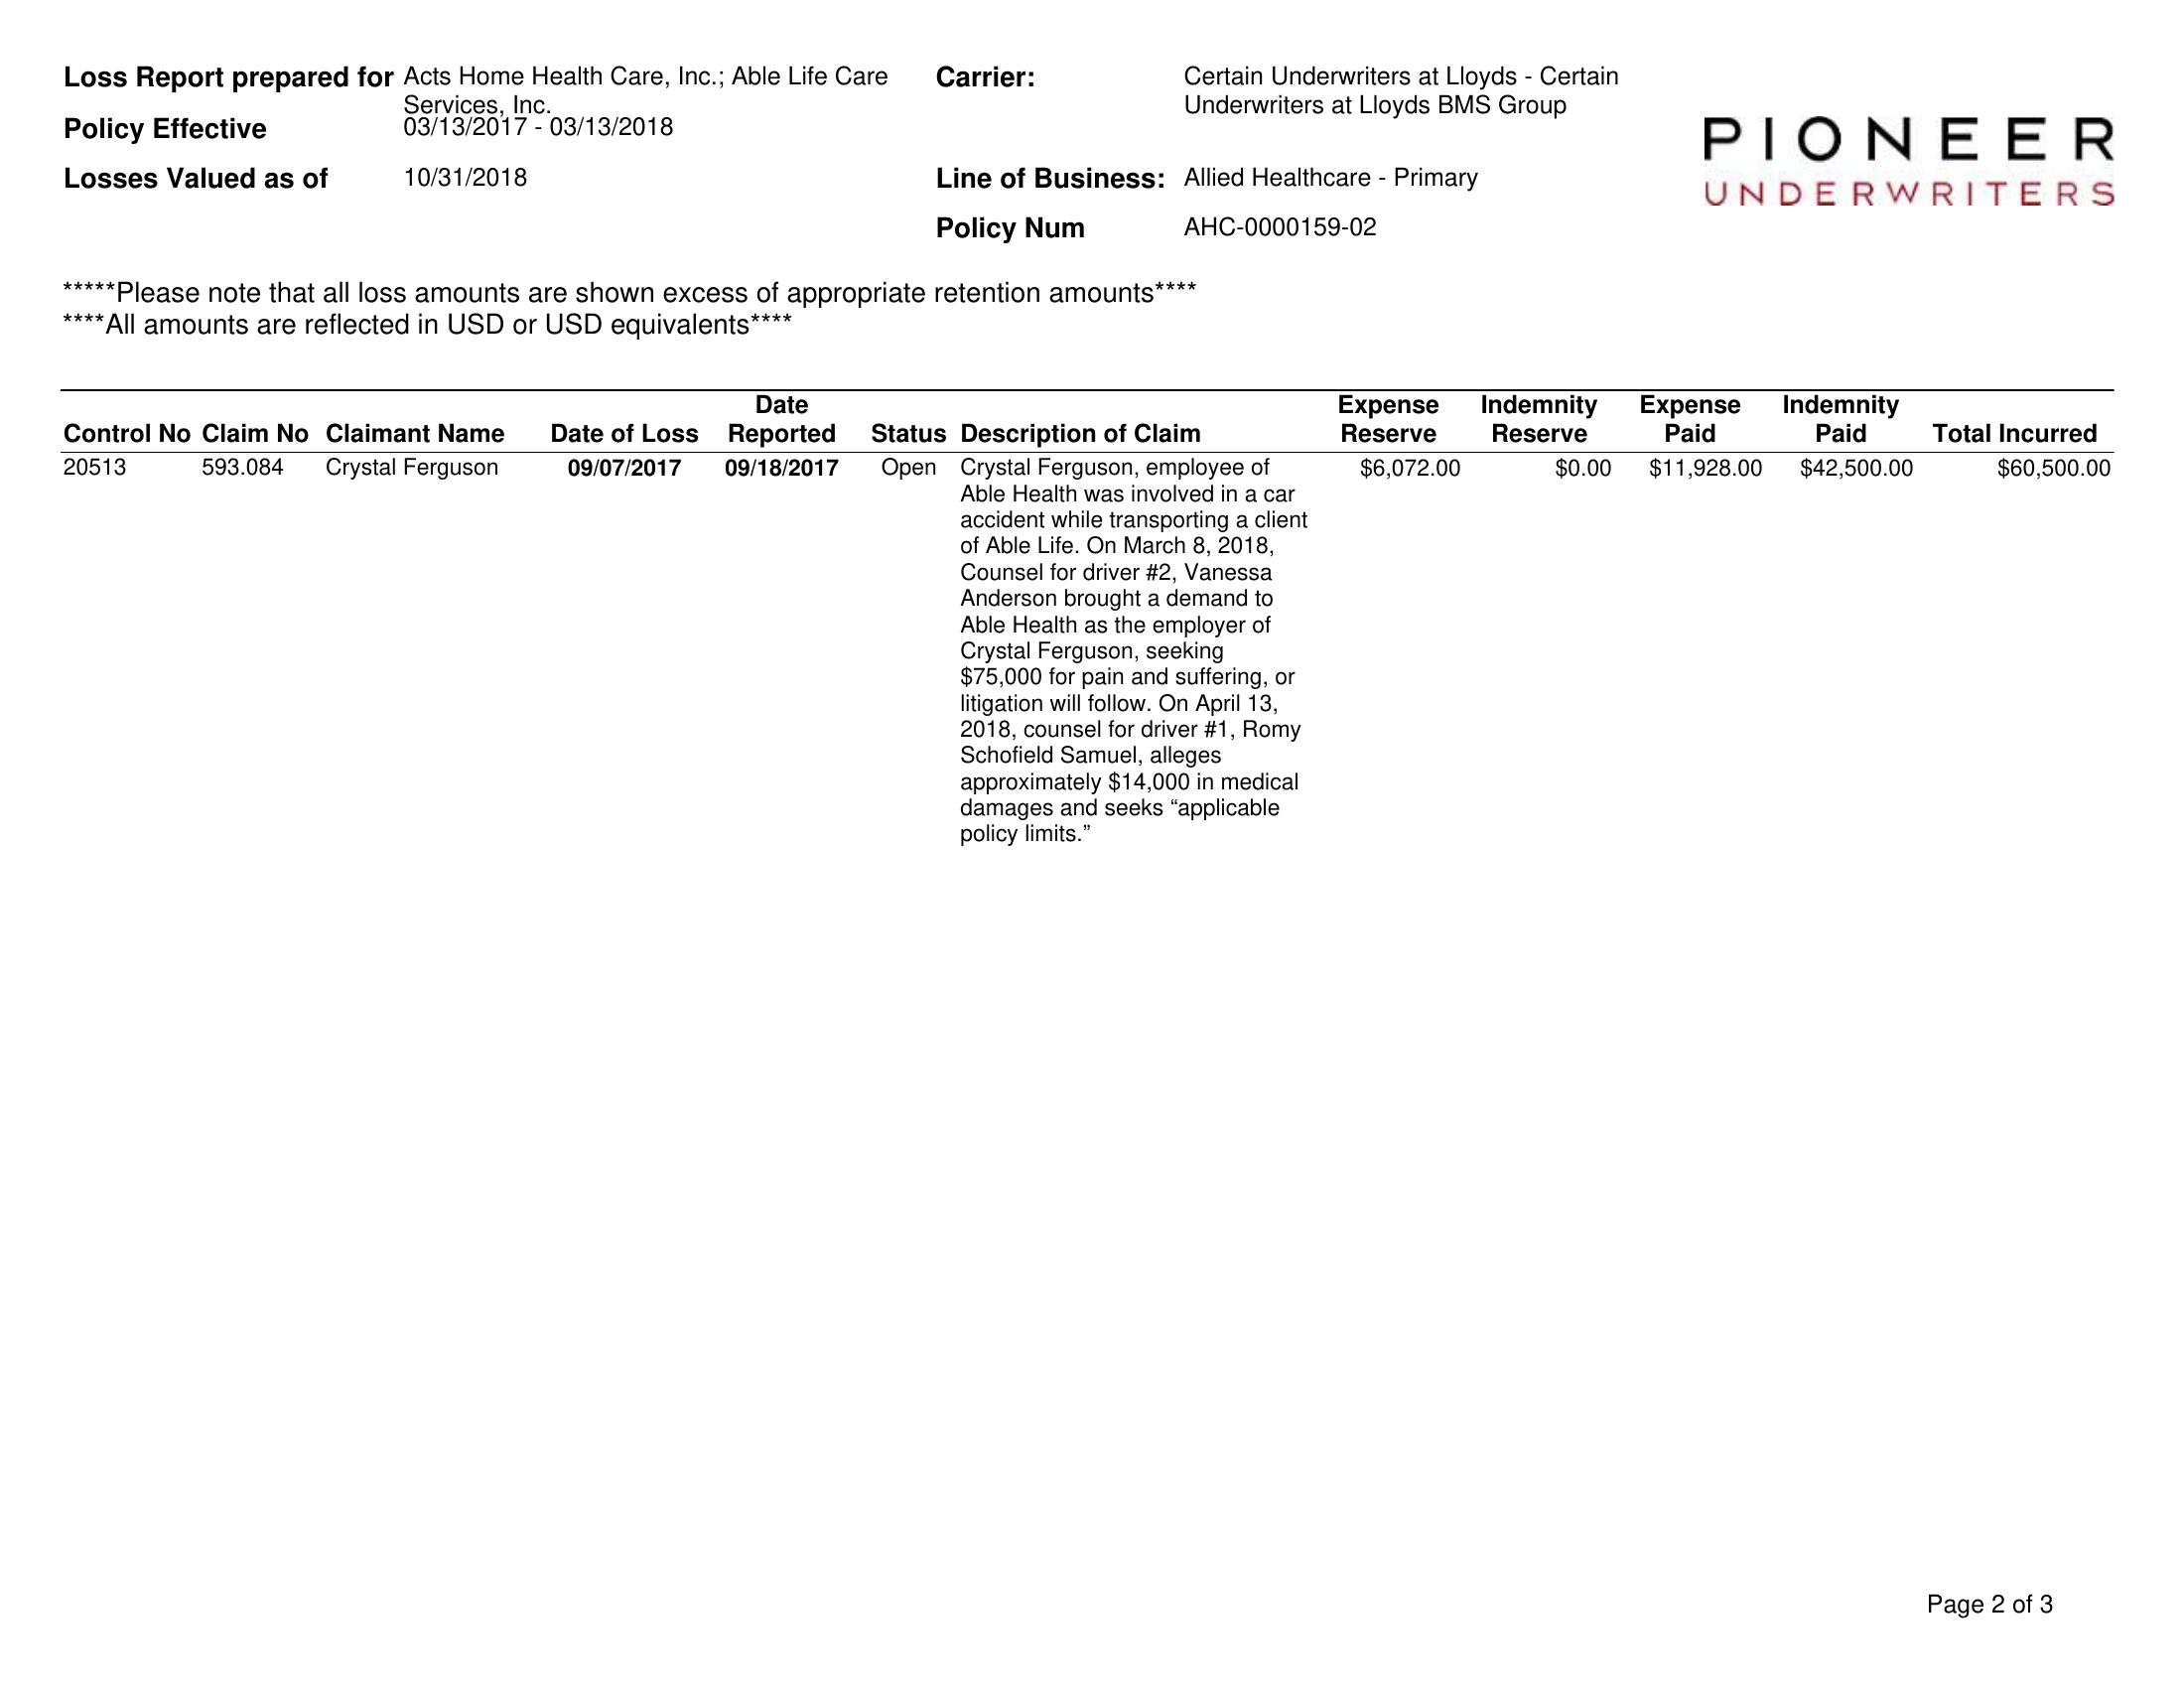 Loss Report prepared for Acts Home Health Care, Inc.; Able Life Care Services, Inc.
Policy Effective 03/13/2017 - 03/13/2018
Losses Valued as of 10/31/2018
Carrier: Certain Underwriters at Lloyds - Certain
Underwriters at Lloyds BMS Group
Line of Business: Allied Healthcare - Primary
Policy Num AHC-0000159-02
PIONEER
UNDERWRITERS
*****Please note that all loss amounts are shown excess of appropriate retention amounts****
****All amounts are reflected in USD or USD equivalents****
Control No Claim No Claimant Name Date of Loss Date Reported Status Description of Claim Expense Reserve Indemnity Reserve Expense Paid Indemnity Paid Total Incurred
20513 593.084 Crystal Ferguson 09/07/2017 09/18/2017 Open Crystal Ferguson, employee of $6,072.00 $0.00 $11,928.00 $42,500.00 $60,500.00
Able Health was involved in a car
accident while transporting a client
of Able Life. On March 8, 2018,
Counsel for driver #2, Vanessa
Anderson brought a demand to
Able Health as the employer of
Crystal Ferguson, seeking
$75,000 for pain and suffering, or
litigation will follow. On April 13,
2018, counsel for driver #1, Romy
Schofield Samuel, alleges
approximately $14,000 in medical
damages and seeks “applicable
policy limits.”
Page 2 of 3